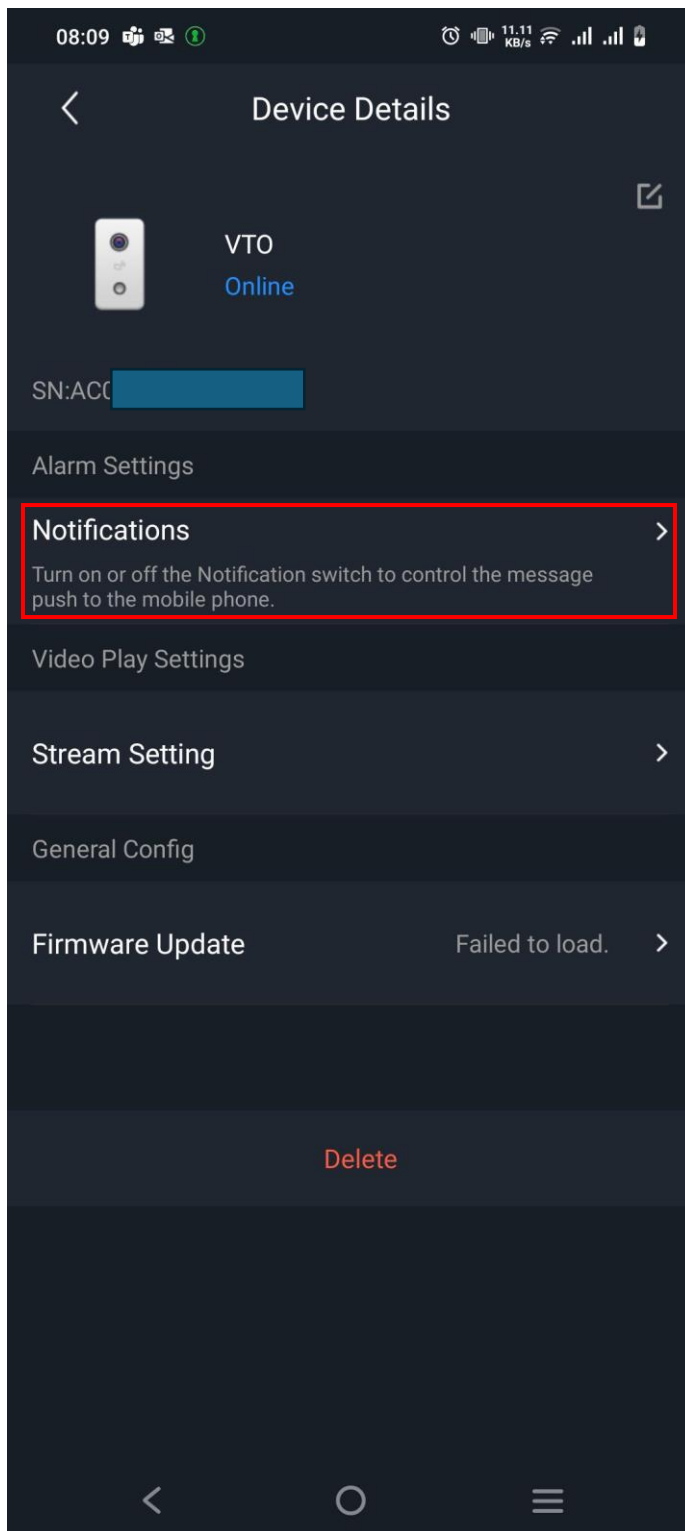 08:09 11.11 KB/s
Device Details
VTO
Online
SN:AC0
Alarm Settings
Notifications
Turn on or off the Notification switch to control the message
push to the mobile phone.
Video Play Settings
Stream Setting
General Config
Firmware Update Failed to load.
Delete